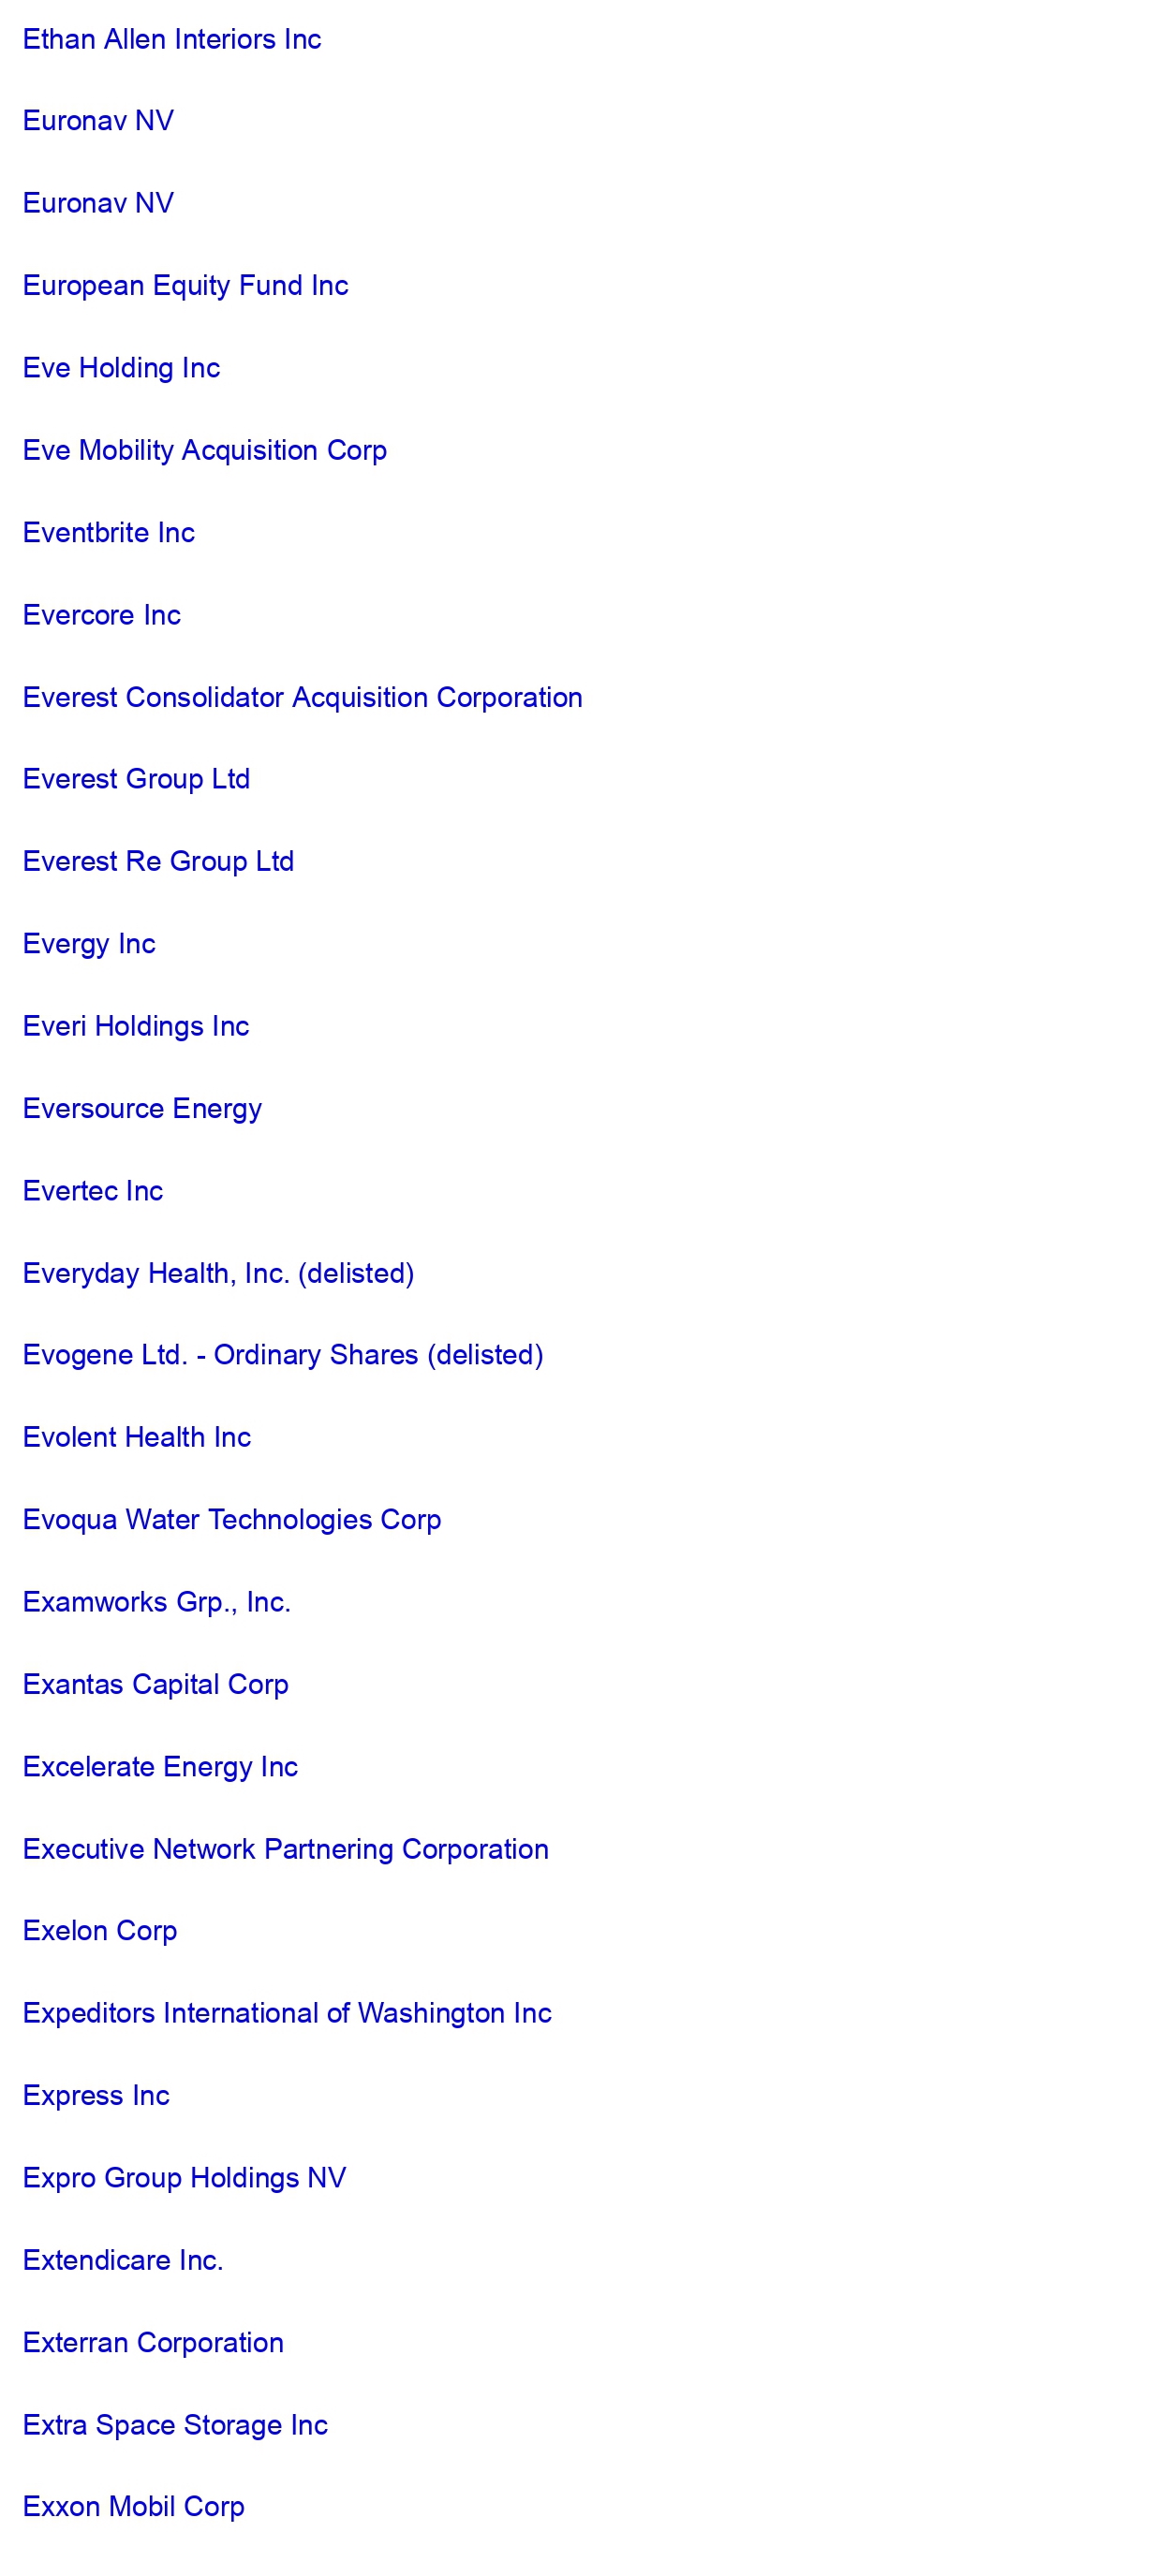 Ethan Allen Interiors Inc
Euronav NV
Euronav NV
European Equity Fund Inc
Eve Holding Inc
Eve Mobility Acquisition Corp
Eventbrite Inc
Evercore Inc
Everest Consolidator Acquisition Corporation
Everest Group Ltd
Everest Re Group Ltd
Evergy Inc
Everi Holdings Inc
Eversource Energy
Evertec Inc
Everyday Health, Inc. (delisted)
Evogene Ltd. - Ordinary Shares (delisted)
Evolent Health Inc
Evoqua Water Technologies Corp
Examworks Grp., Inc.
Exantas Capital Corp
Excelerate Energy Inc
Executive Network Partnering Corporation
Exelon Corp
Expeditors International of Washington Inc
Express Inc
Expro Group Holdings NV
Extendicare Inc.
Exterran Corporation
Extra Space Storage Inc
Exxon Mobil Corp